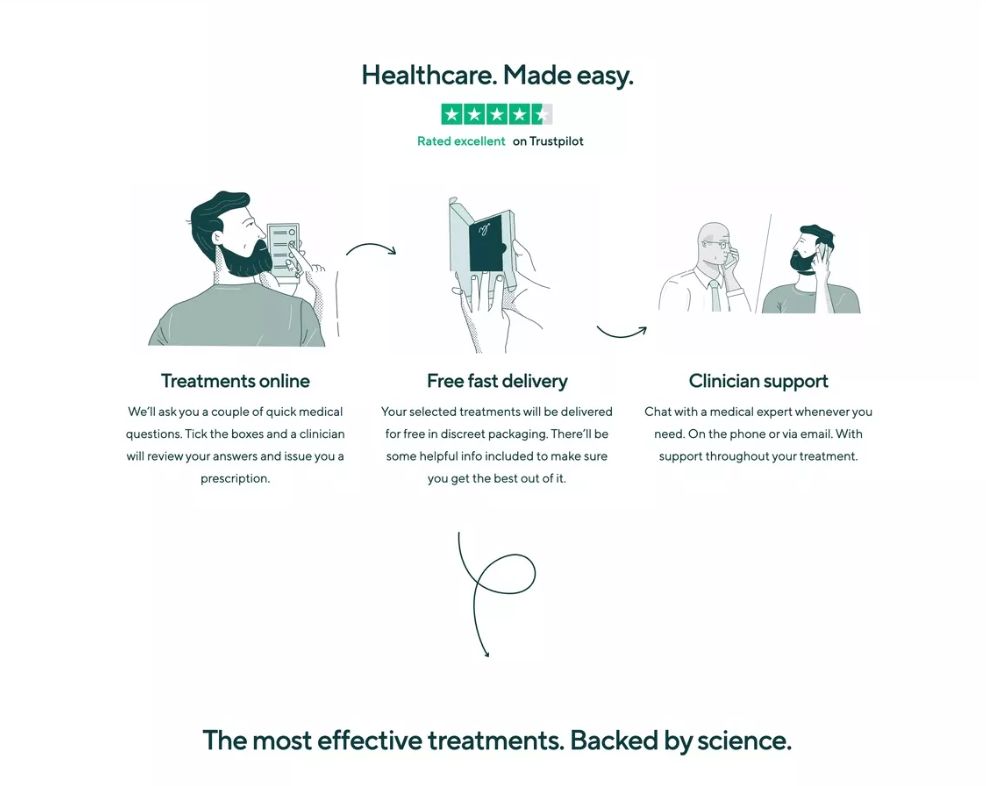 Healthcare. Made easy.
Rated excellent on Trustpilot
Treatments online
We'll ask you a couple of quick medical
questions. Tick the boxes and a clinician
will review your answers and issue you a
prescription.
Free fast delivery
Your selected treatments will be delivered
for free in discreet packaging. There'll be
some helpful info included to make sure
you get the best out of it.
Clinician support
Chat with a medical expert whenever you
need. On the phone or via email. With
support throughout your treatment.
The most effective treatments. Backed by science.